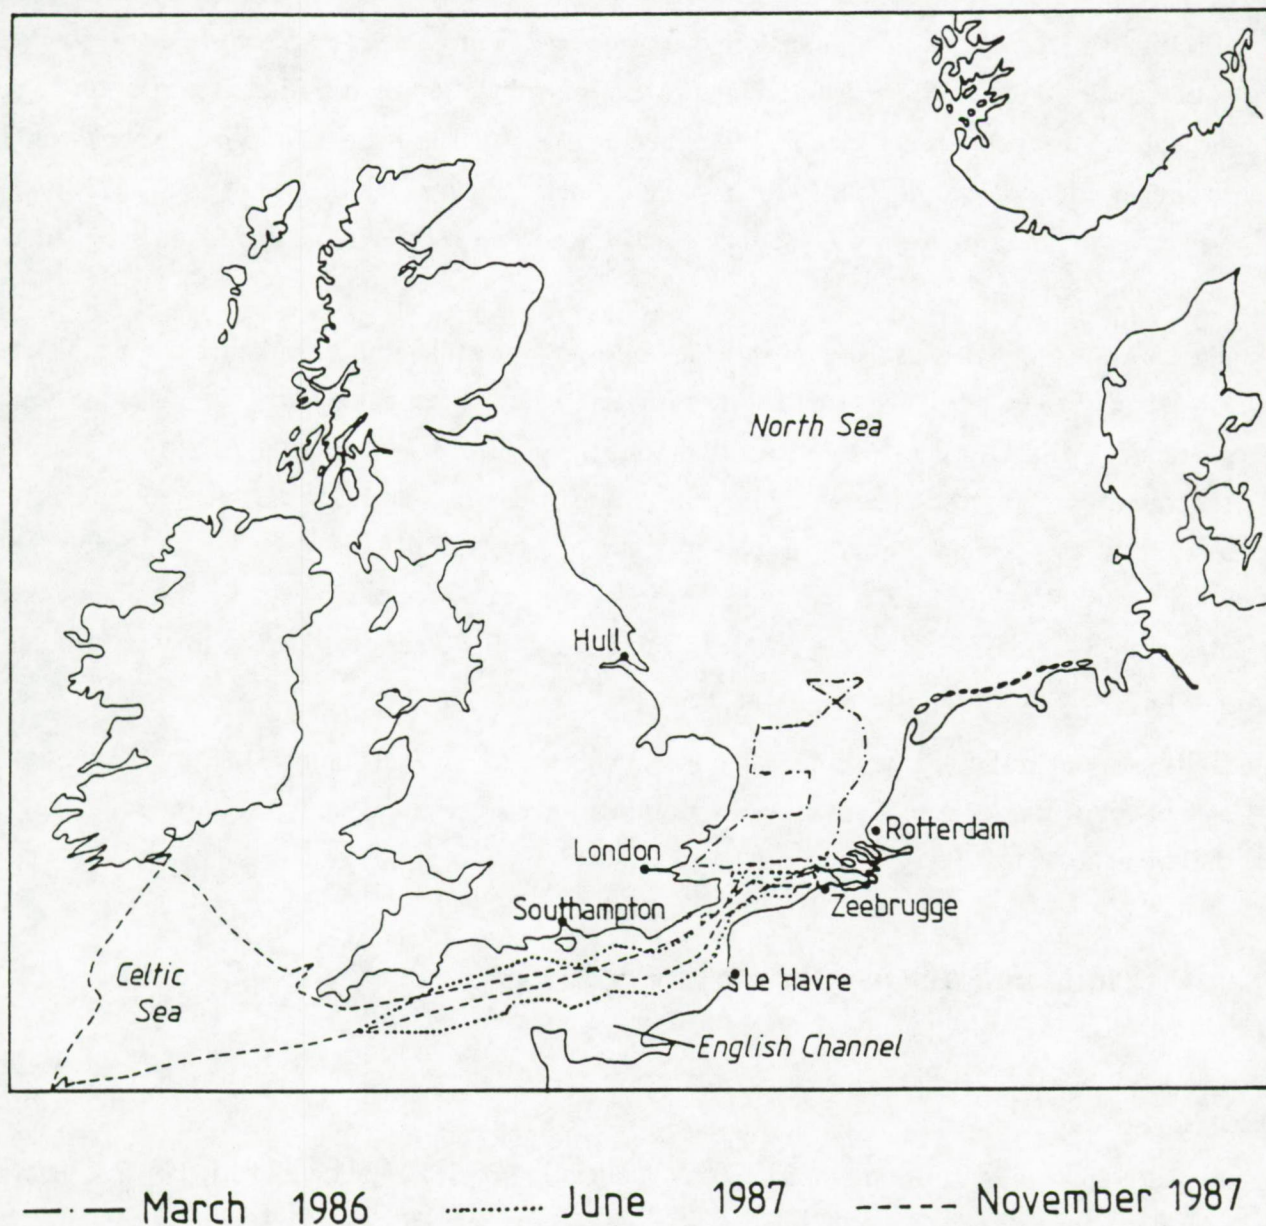 North Sea
Hull
Rotterdam
London
Southampton
Zeebrugge
Celtic
Sea
Le Havre
English Channel
March 1986 June 1987 November 1987